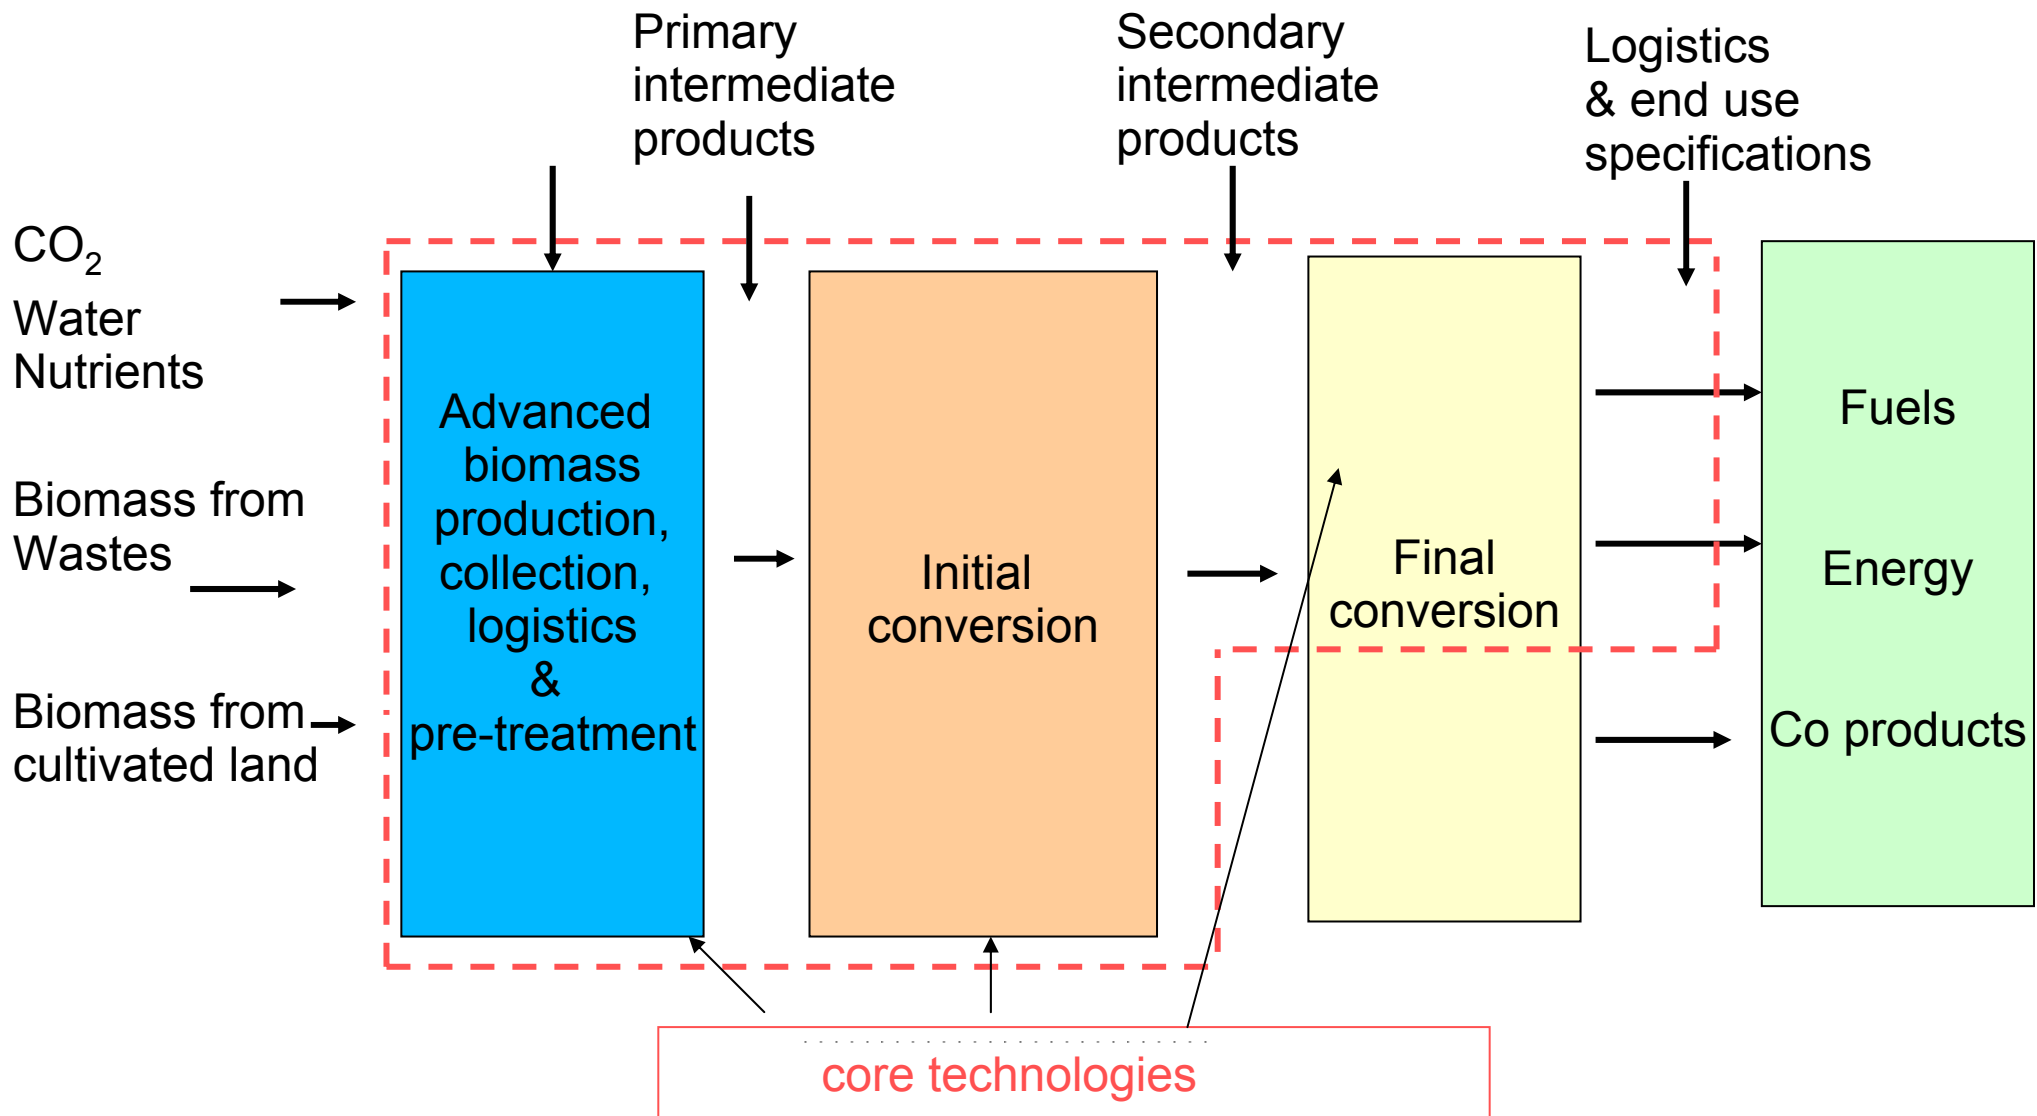 Primary
intermediate
products
Secondary
intermediate
products
Logistics
& end use
specifications
CO₂
Water
Nutrients
Biomass from
Wastes
Biomass from
cultivated land
Advanced
biomass
production,
collection,
logistics
&
pre-treatment
Initial
conversion
Final
conversion
Fuels
Energy
Co products
core technologies